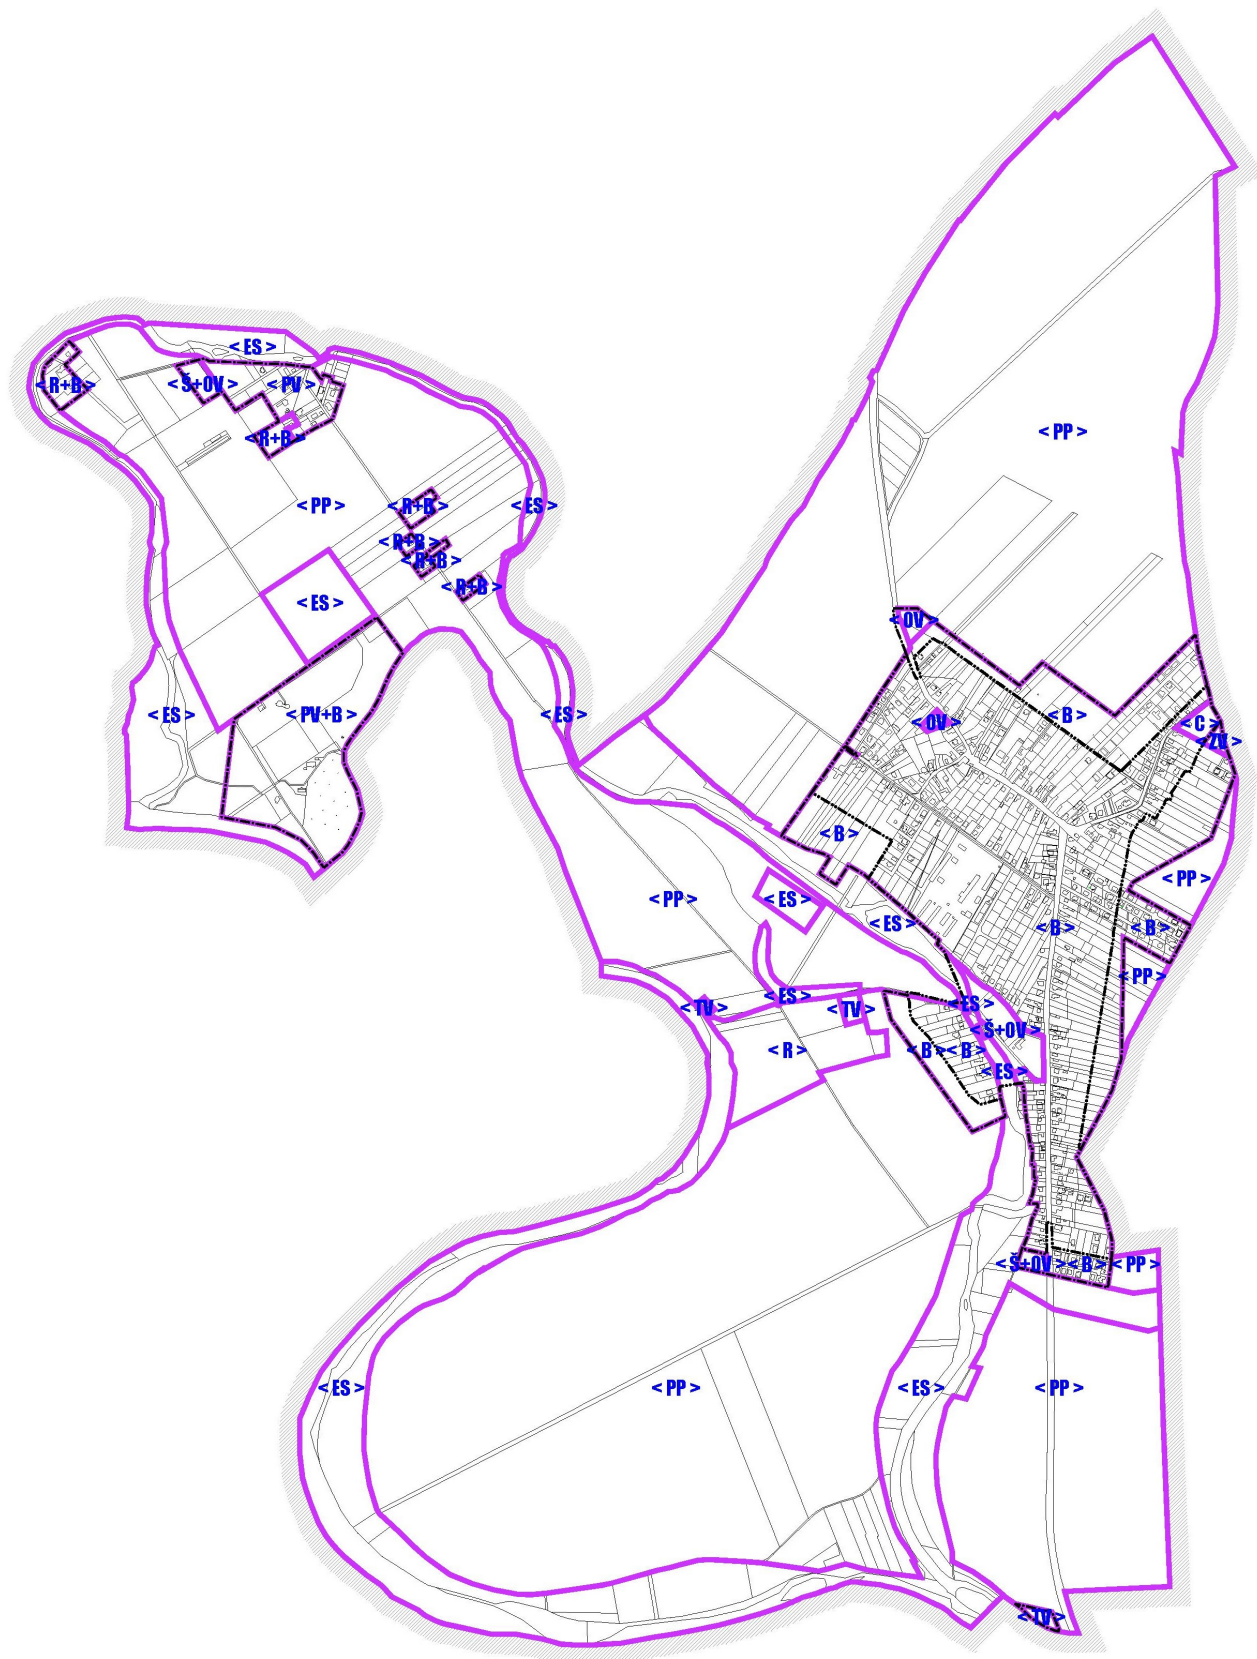 < ES >
< R+B >
< Š+OV >
< PV >
< PP >
< R+B >
< PP >
< R+B >
< ES >
< R+B >
< R+B >
< R+B >
< ES >
< OV >
< ES >
< PV+B >
< ES >
< OV >
< B >
< C >
< ZV >
< B >
< PP >
< PP >
< ES >
< ES >
< B >
< B >
< PP >
< ES >
< TV >
< TV >
< ES >
< Š+OV >
< R >
< B >
< B >
< ES >
< Š+OV >
< B >
< PP >
< ES >
< PP >
< ES >
< PP >
< TV >